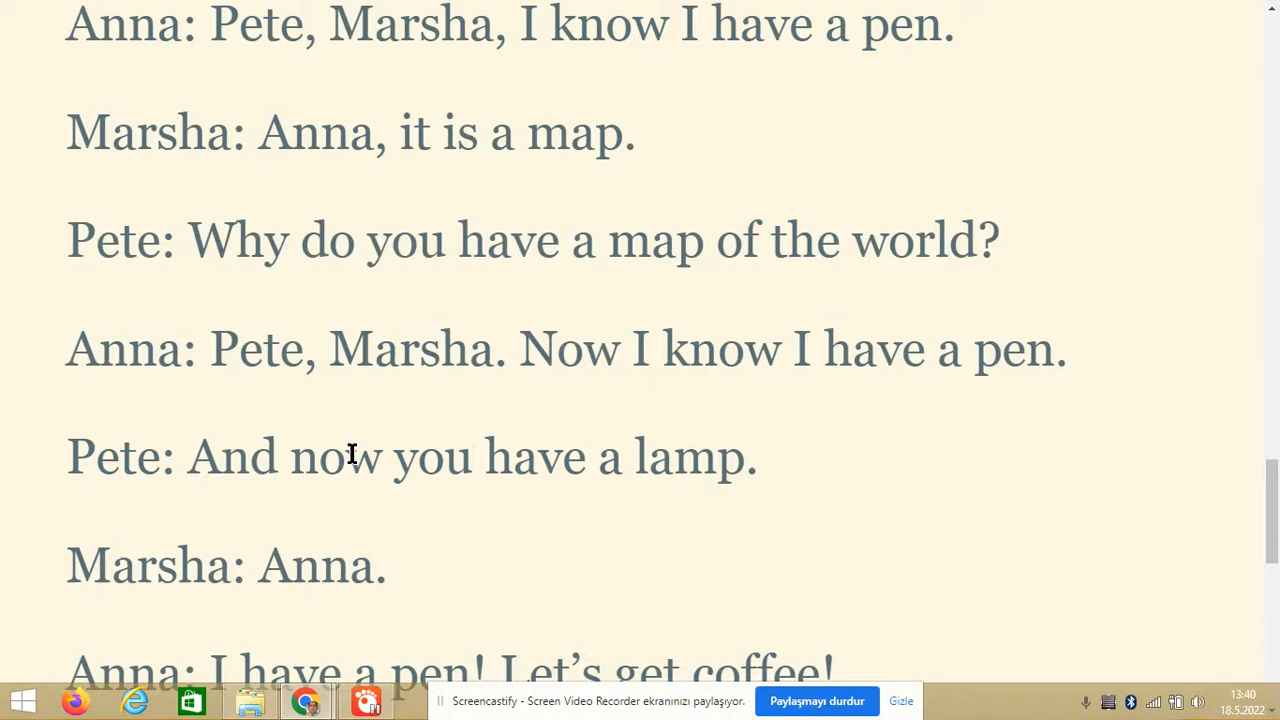 Anna: Pete, Marsha, I know I have a pen.
Marsha: Anna, it is a map.
Pete: Why do you have a map of the world?
Anna: Pete, Marsha. Now I know I have a pen.
Pete: And now you have a lamp.
Marsha: Anna.
Anna: I have a pen! Let’s get coffee!
Screencastify - Screen Video Recorder ekranınızı paylaşıyor.
Paylaşmayı durdur
Gizle
13:40
18.5.2022